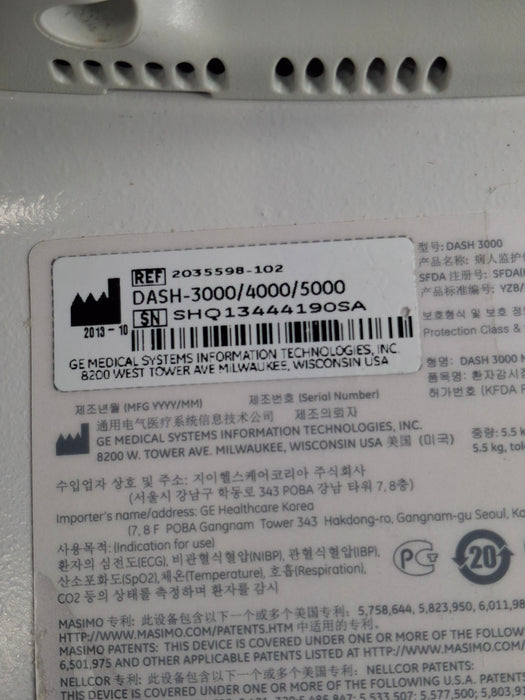 REF 2035598-102
DASH-3000/4000/5000
2013-10
SN SHQ13444190SA
GE MEDICAL SYSTEMS INFORMATION TECHNOLOGIES, INC.
8200 WEST TOWER AVE MILWAUKEE, WISCONSIN USA
型号: DASH 3000
产品名称: 病人监护
SFDA 注册号: SFDA
产品标准编号: YZB/
보호형식 및 보호
Protection Class &
형명: DASH 3000
품목명: 환자감시장
허가번호 (KFDA
제조년월 (MFG YYYY/MM) 제조번호 (Serial Number)
通用电气医疗系统信息技术公司 제조의뢰자
GE MEDICAL SYSTEMS INFORMATION TECHNOLOGIES, INC.
8200 W. TOWER AVE. MILWAUKEE, WISCONSIN USA 美国 (미국)
중량: 5.5
5.5 kg,
수입업자 상호 및 주소: 지이헬스케어코리아 주식회사
(서울시 강남구 학동로 343 POBA 강남 타워 7, 8층)
Importer's name/address: GE Healthcare Korea
(7, 8 F POBA Gangnam Tower 343 Hakdong-ro, Gangnam-gu Seoul,
사용목적: (Indication for use)
환자의 심전도(ECG), 비관혈식혈압(NIBP), 관혈식혈압(IBP),
산소포화도(SpO2), 체온(Temperature), 호흡(Respiration),
CO2 등의 상태를 측정하며 환자를 감시
20
MASIMO 专利: 此设备包含以下一个或多个美国专利: 5,758,644, 5,823,950, 6,011,98
HTTP://WWW.MASIMO.COM/PATENTS.HTM 中适用的专利。
MASIMO PATENTS: THIS DEVICE IS COVERED UNDER ONE OR MORE OF THE FOLLOW
6,501,975 AND OTHER APPLICABLE PATENTS LISTED AT HTTP://WWW.MASIMO.COM/
NELLCOR 专利: 此设备包含以下一个或多个美国专利: NELLCOR PATENTS:
THIS DEVICE IS COVERED UNDER ONE OR MORE OF THE FOLLOWING U.S. PATENTS: 5,803,